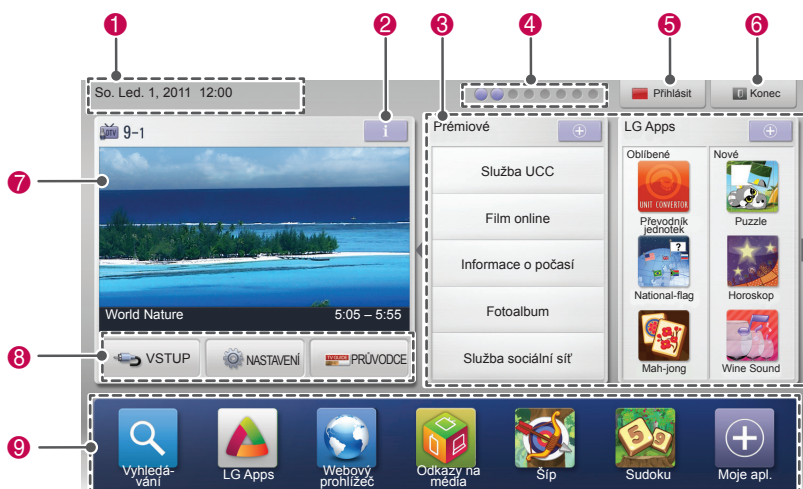 1
2
3
4
5
6
So. Led. 1, 2011 12:00
Přihlásit
Konec
DTV 9-1
i
Prémiové
LG Apps
7
Služba UCC
Film online
Informace o počasí
Fotoalbum
Služba sociální síť
Oblíbené
Nové
UNIT CONVERTOR
Převodník
jednotek
Puzzle
?
National-flag
Horoskop
Mah-jong
Wine Sound
World Nature
5:05 – 5:55
8
VSTUP
NASTAVENÍ
TV GUIDE
PRŮVODCE
9
Vyhledá-
vání
LG Apps
Webový
prohlížeč
Odkazy na
média
Šíp
5 9
Sudoku
Moje apl.